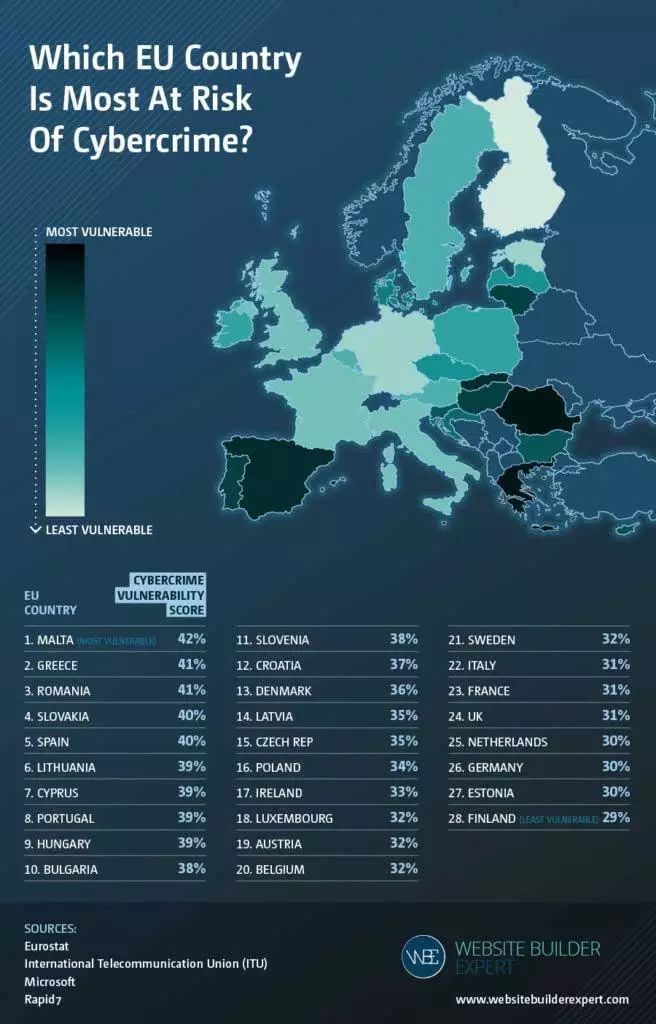 Which EU Country
Is Most At Risk
Of Cybercrime?
MOST VULNERABLE
LEAST VULNERABLE
EU
COUNTRY
CYBERCRIME
VULNERABILITY
SCORE
1. MALTA (MOST VULNERABLE) 42%
2. GREECE 41%
3. ROMANIA 41%
4. SLOVAKIA 40%
5. SPAIN 40%
6. LITHUANIA 39%
7. CYPRUS 39%
8. PORTUGAL 39%
9. HUNGARY 39%
10. BULGARIA 38%
11. SLOVENIA 38%
12. CROATIA 37%
13. DENMARK 36%
14. LATVIA 35%
15. CZECH REP 35%
16. POLAND 34%
17. IRELAND 33%
18. LUXEMBOURG 32%
19. AUSTRIA 32%
20. BELGIUM 32%
21. SWEDEN 32%
22. ITALY 31%
23. FRANCE 31%
24. UK 31%
25. NETHERLANDS 30%
26. GERMANY 30%
27. ESTONIA 30%
28. FINLAND (LEAST VULNERABLE) 29%
SOURCES:
Eurostat
International Telecommunication Union (ITU)
Microsoft
Rapid7
WBE
WEBSITE BUILDER
EXPERT
www.websitebuilderexpert.com